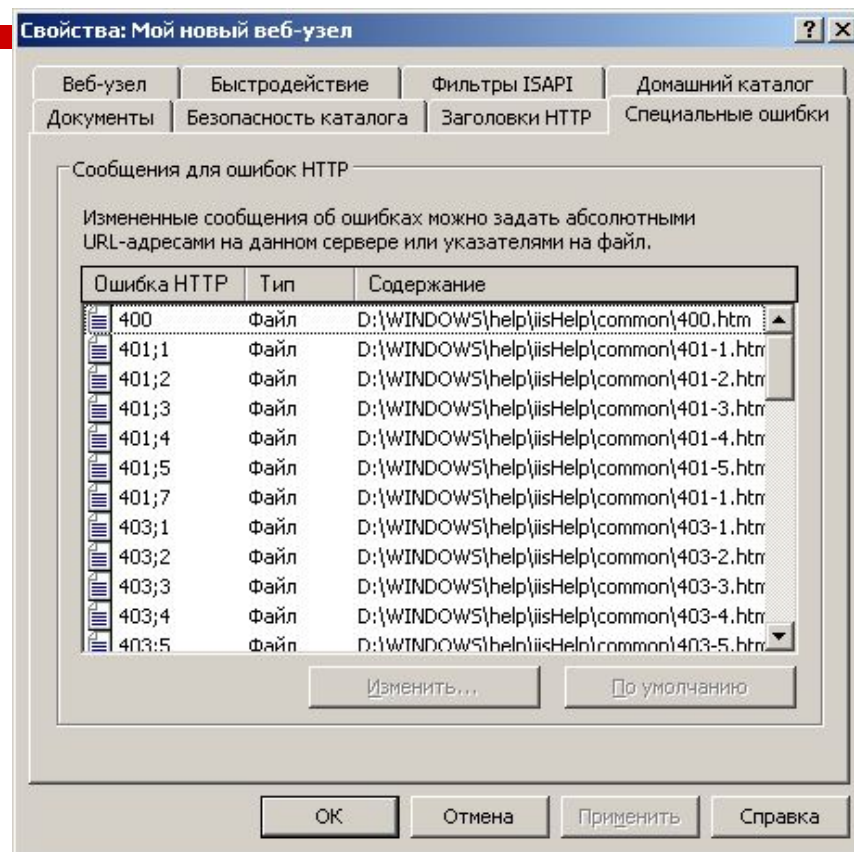 Свойства: Мой новый веб-узел
Веб-узел Быстродействие Фильтры ISAPI Домашний каталог
Документы Безопасность каталога Заголовки HTTP Специальные ошибки
Сообщения для ошибок HTTP
Измененные сообщения об ошибках можно задать абсолютными
URL-адресами на данном сервере или указателями на файл.
Ошибка HTTP Тип Содержание
400 Файл D:\WINDOWS\help\iisHelp\common\400.htm
401;1 Файл D:\WINDOWS\help\iisHelp\common\401-1.htm
401;2 Файл D:\WINDOWS\help\iisHelp\common\401-2.htm
401;3 Файл D:\WINDOWS\help\iisHelp\common\401-3.htm
401;4 Файл D:\WINDOWS\help\iisHelp\common\401-4.htm
401;5 Файл D:\WINDOWS\help\iisHelp\common\401-5.htm
401;7 Файл D:\WINDOWS\help\iisHelp\common\401-1.htm
403;1 Файл D:\WINDOWS\help\iisHelp\common\403-1.htm
403;2 Файл D:\WINDOWS\help\iisHelp\common\403-2.htm
403;3 Файл D:\WINDOWS\help\iisHelp\common\403-3.htm
403;4 Файл D:\WINDOWS\help\iisHelp\common\403-4.htm
403;5 Файл D:\WINDOWS\help\iisHelp\common\403-5.htm
Изменить... По умолчанию
ОК Отмена Применить Справка